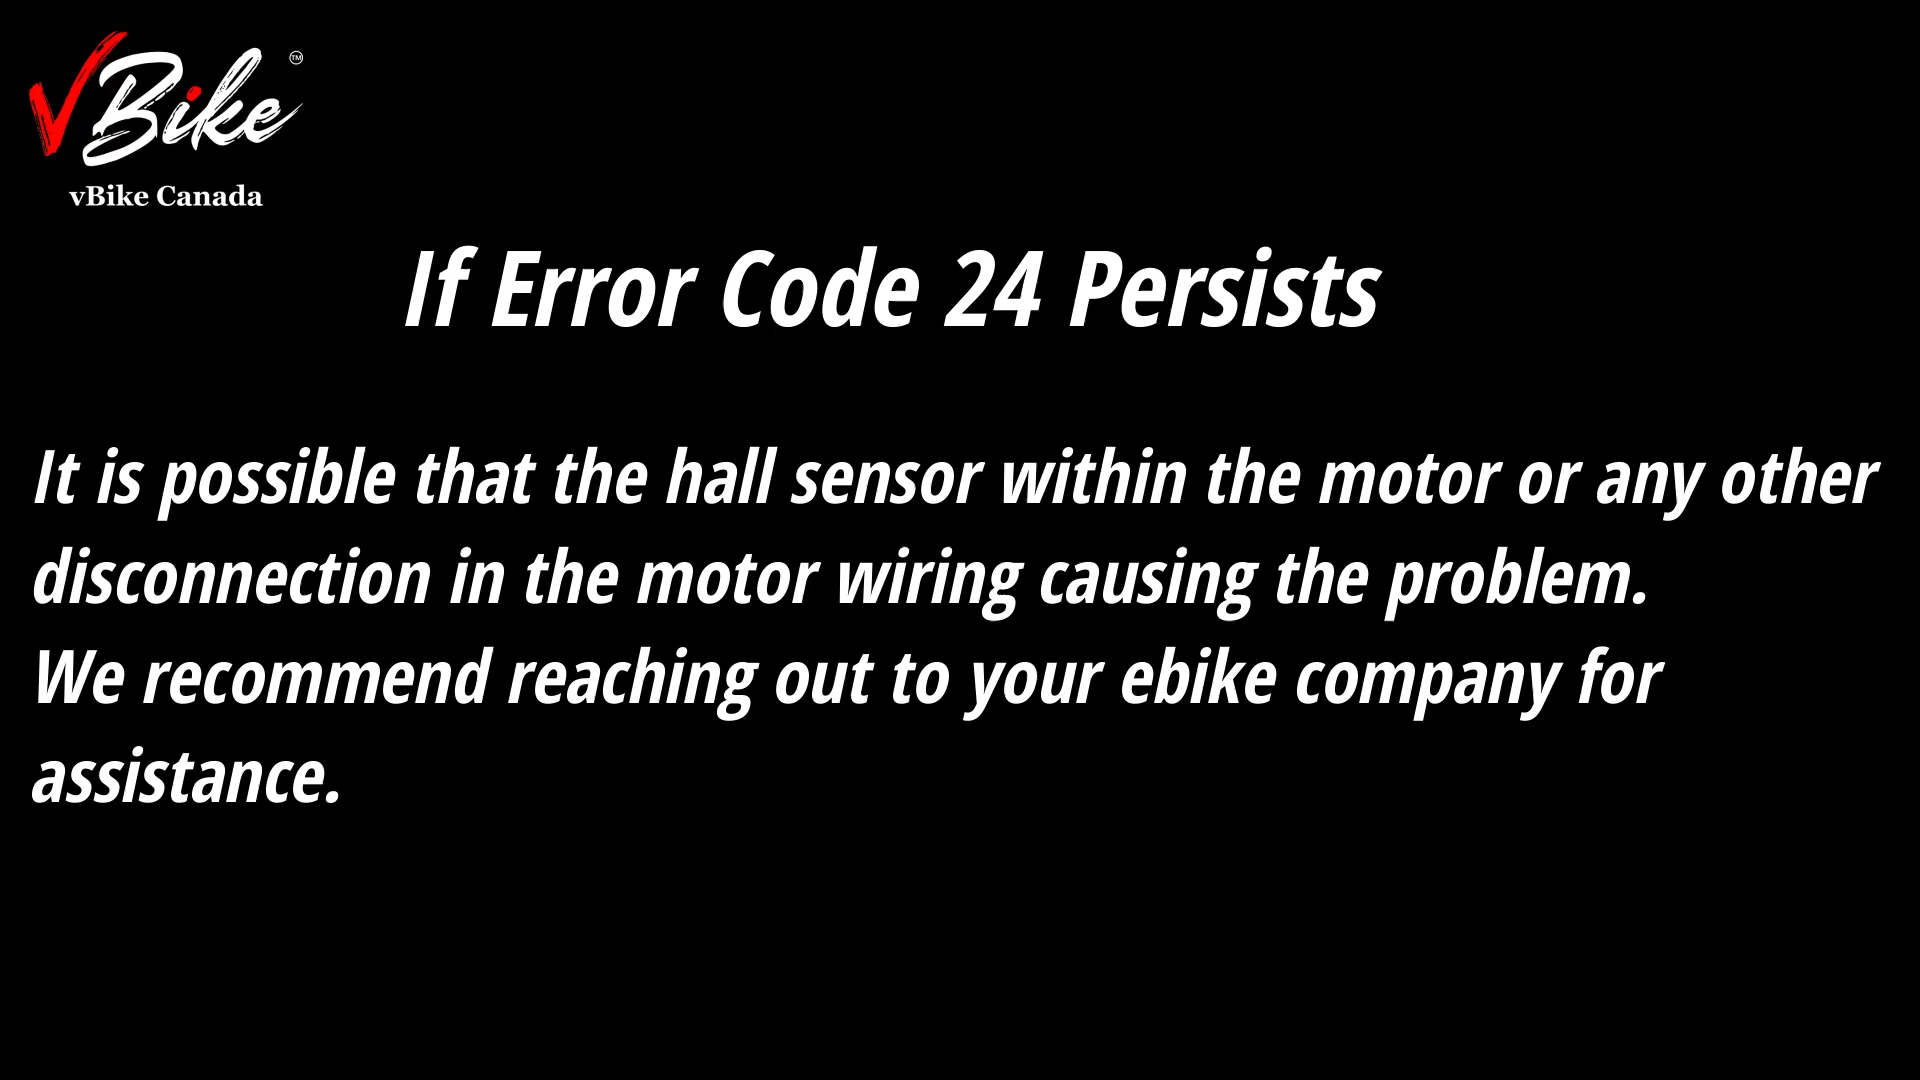 VBike™
vBike Canada
If Error Code 24 Persists
It is possible that the hall sensor within the motor or any other
disconnection in the motor wiring causing the problem.
We recommend reaching out to your ebike company for
assistance.